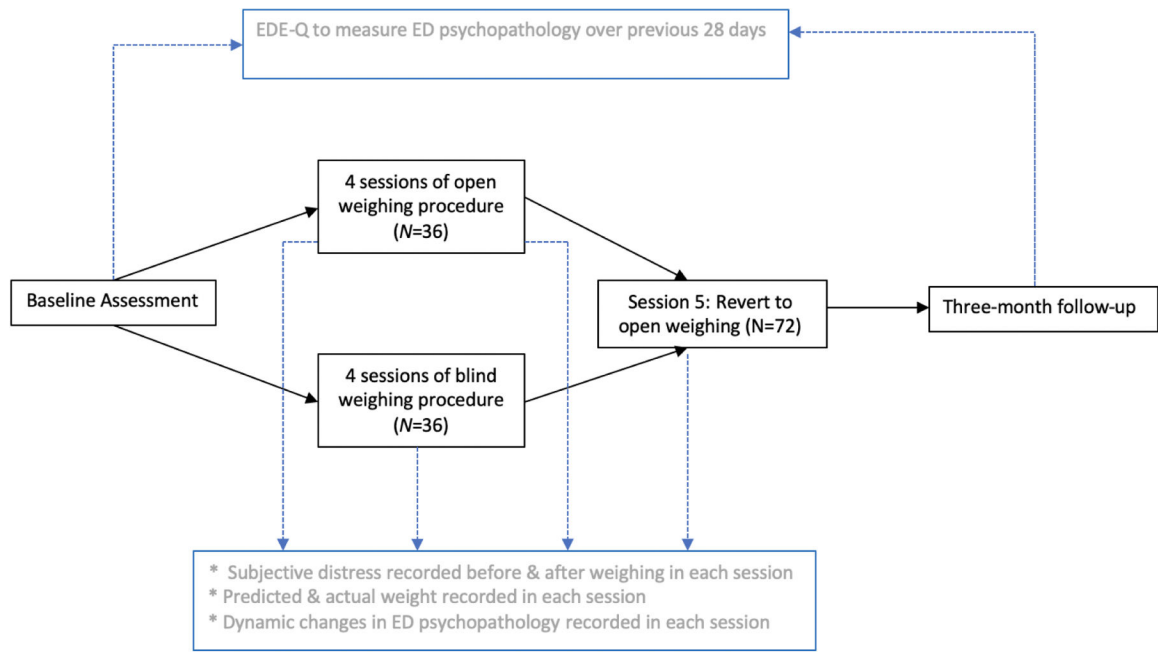 EDE-Q to measure ED psychopathology over previous 28 days
4 sessions of open
weighing procedure
(N=36)
Baseline Assessment
Session 5: Revert to
open weighing (N=72)
Three-month follow-up
4 sessions of blind
weighing procedure
(N=36)
* Subjective distress recorded before & after weighing in each session
* Predicted & actual weight recorded in each session
* Dynamic changes in ED psychopathology recorded in each session